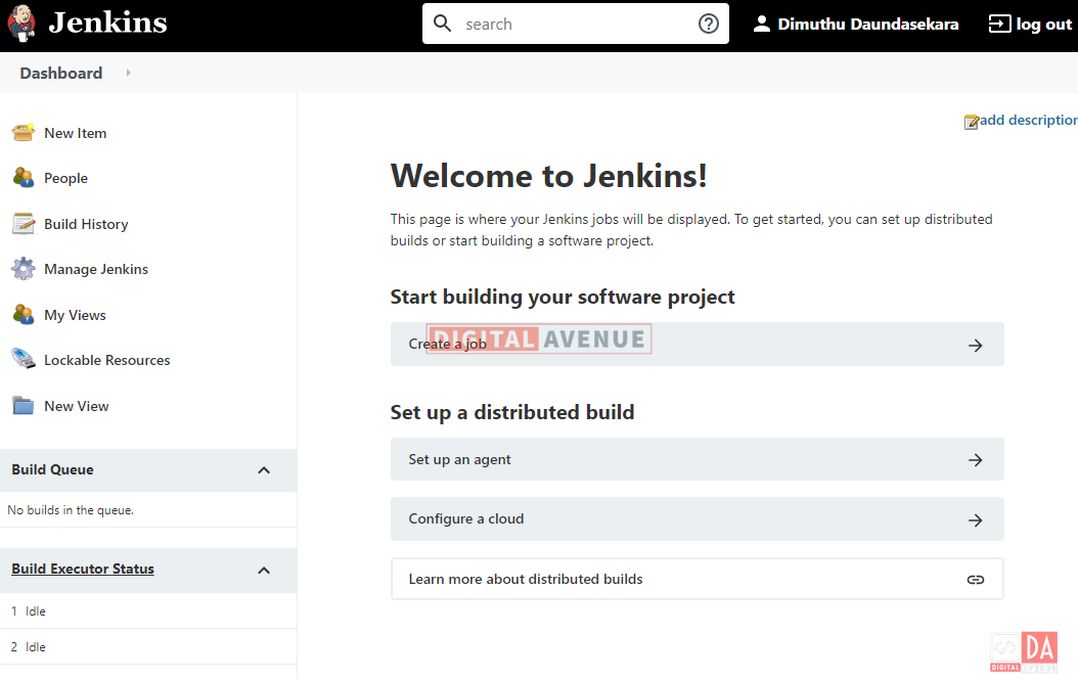 Jenkins
search
Dimuthu Daundasekara
log out
Dashboard
add description
New Item
People
Build History
Manage Jenkins
My Views
Lockable Resources
New View
Build Queue
No builds in the queue.
Build Executor Status
1 Idle
2 Idle
Welcome to Jenkins!
This page is where your Jenkins jobs will be displayed. To get started, you can set up distributed
builds or start building a software project.
Start building your software project
Create a job
DIGITAL AVENUE
Set up a distributed build
Set up an agent
Configure a cloud
Learn more about distributed builds
DA
DIGITAL AVENUE